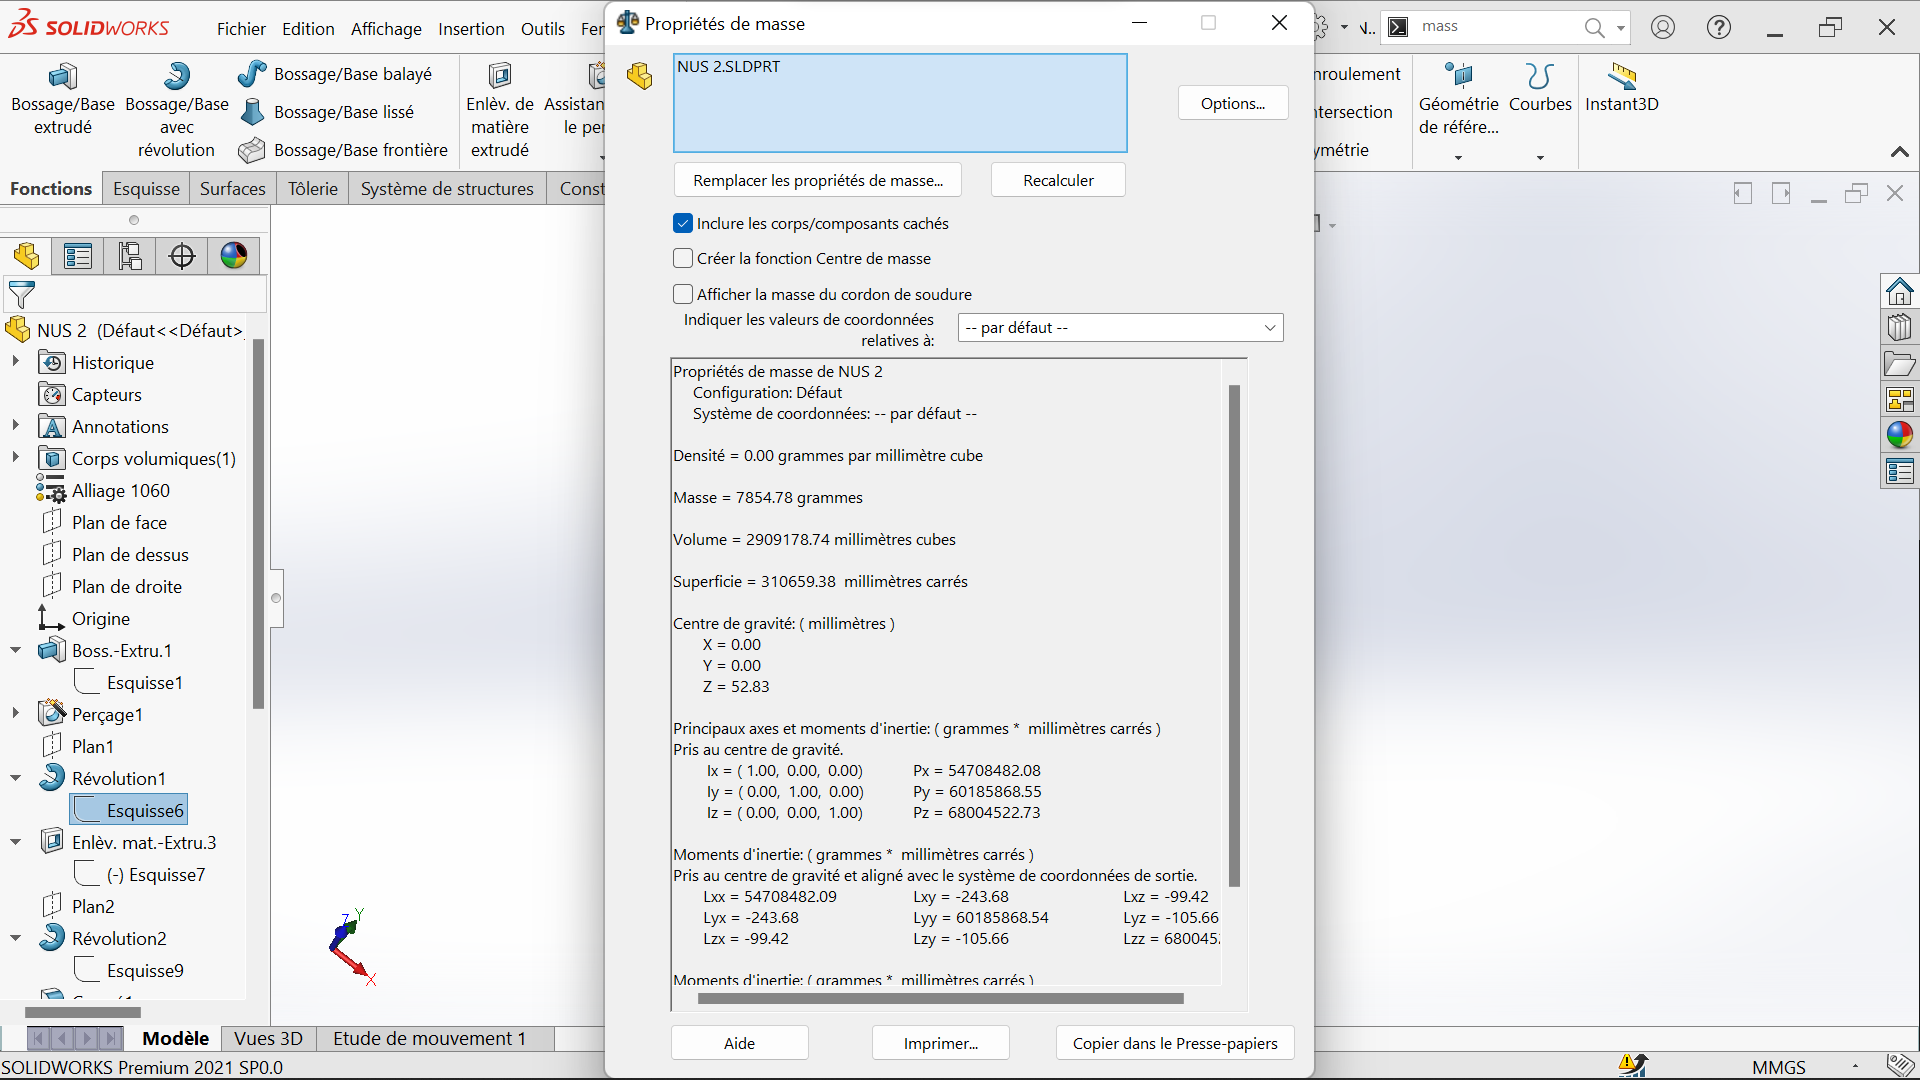 SOLIDWORKS
Fichier Edition Affichage Insertion Outils Fer
Propriétés de masse
N.. mass
Bossage/Base extrudé
Bossage/Base avec révolution
Bossage/Base balayé
Bossage/Base lissé
Bossage/Base frontière
Enlèv. de matière extrudé
Assistan le per
nroulement
ntersection
ymétrie
Géométrie de référe...
Courbes
Instant3D
Fonctions Esquisse Surfaces Tôlerie Système de structures Const
NUS 2 (Défaut<<Défaut>
Historique
Capteurs
Annotations
Corps volumiques(1)
Alliage 1060
Plan de face
Plan de dessus
Plan de droite
Origine
Boss.-Extru.1
Esquisse1
Perçage1
Plan1
Révolution1
Esquisse6
Enlèv. mat.-Extru.3
(-) Esquisse7
Plan2
Révolution2
Esquisse9
Z Y
X
NUS 2.SLDPRT
Options...
Remplacer les propriétés de masse...
Recalculer
Inclure les corps/composants cachés
Créer la fonction Centre de masse
Afficher la masse du cordon de soudure
Indiquer les valeurs de coordonnées
relatives à:
-- par défaut --
Propriétés de masse de NUS 2
Configuration: Défaut
Système de coordonnées: -- par défaut --
Densité = 0.00 grammes par millimètre cube
Masse = 7854.78 grammes
Volume = 2909178.74 millimètres cubes
Superficie = 310659.38 millimètres carrés
Centre de gravité: ( millimètres )
X = 0.00
Y = 0.00
Z = 52.83
Principaux axes et moments d'inertie: ( grammes * millimètres carrés )
Pris au centre de gravité.
Ix = ( 1.00, 0.00, 0.00) Px = 54708482.08
Iy = ( 0.00, 1.00, 0.00) Py = 60185868.55
Iz = ( 0.00, 0.00, 1.00) Pz = 68004522.73
Moments d'inertie: ( grammes * millimètres carrés )
Pris au centre de gravité et aligné avec le système de coordonnées de sortie.
Lxx = 54708482.09 Lxy = -243.68 Lxz = -99.42
Lyx = -243.68 Lyy = 60185868.54 Lyz = -105.66
Lzx = -99.42 Lzy = -105.66 Lzz = 680045
Moments d'inertie: ( grammes * millimètres carrés )
Aide
Imprimer...
Copier dans le Presse-papiers
Modèle Vues 3D Etude de mouvement 1
SOLIDWORKS Premium 2021 SP0.0
MMGS